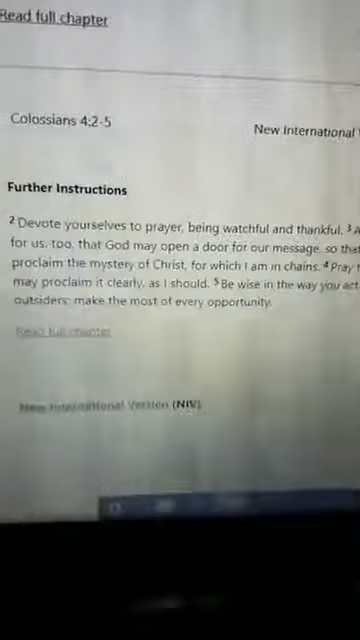 Read full chapter
Colossians 4:2-5
New International
Further Instructions
2 Devote yourselves to prayer, being watchful and thankful. 3
for us, too, that God may open a door for our message, so that
proclaim the mystery of Christ, for which I am in chains. 4 Pray
may proclaim it clearly, as I should. 5 Be wise in the way you act
outsiders; make the most of every opportunity.
Read full chapter
New International Version (NIV)